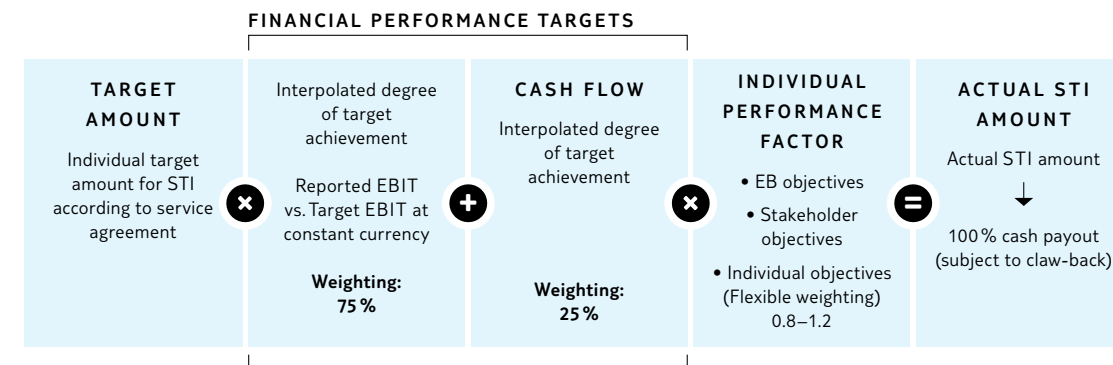 FINANCIAL PERFORMANCE TARGETS
TARGET
AMOUNT
Individual target
amount for STI
according to service
agreement
×
Interpolated degree
of target
achievement
Reported EBIT
vs. Target EBIT at
constant currency
Weighting:
75 %
+
CASH FLOW
Interpolated degree
of target
achievement
Weighting:
25 %
×
INDIVIDUAL
PERFORMANCE
FACTOR
• EB objectives
• Stakeholder
objectives
• Individual objectives
(Flexible weighting)
0.8–1.2
=
ACTUAL STI
AMOUNT
Actual STI amount
100 % cash payout
(subject to claw-back)